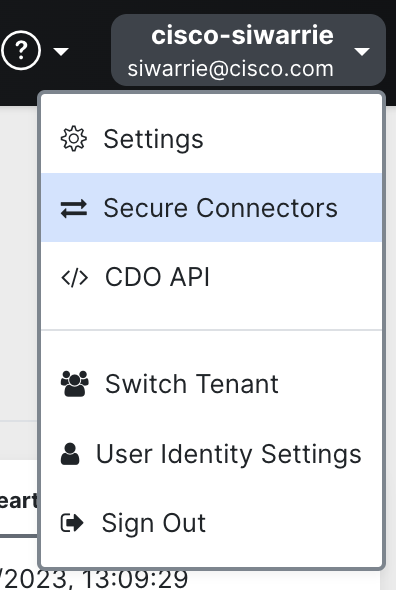 ?
cisco-siwarrie
siwarrie@cisco.com
Settings
Secure Connectors
</> CDO API
Switch Tenant
User Identity Settings
Sign Out
eart
/2023, 13:09:29